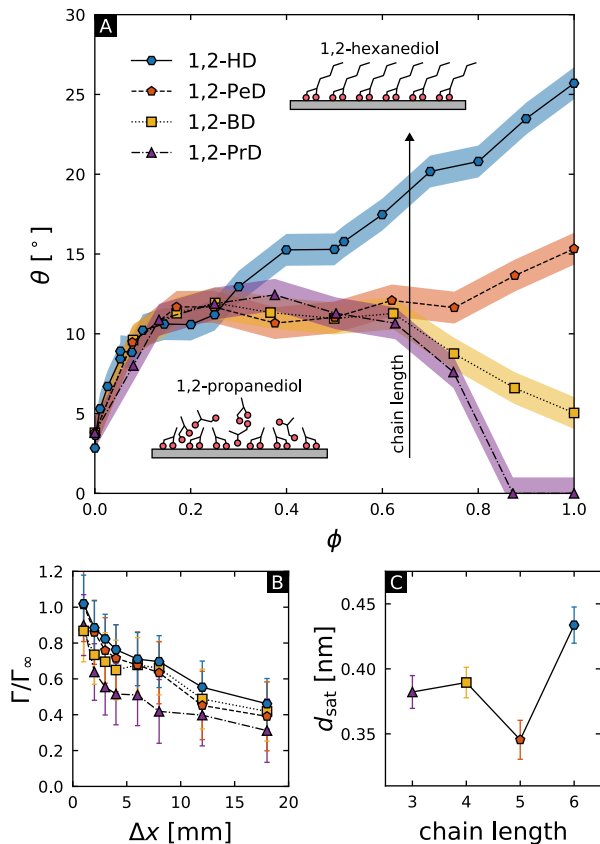 A
1,2-HD
1,2-PeD
1,2-BD
1,2-PrD
1,2-hexanediol
1,2-propanediol
chain length
θ [°]
30
25
20
15
10
5
0
0.0 0.2 0.4 0.6 0.8 1.0
ϕ
B
Γ/Γ∞
1.2
1.0
0.8
0.6
0.4
0.2
0.0
0 5 10 15 20
Δx [mm]
C
dsat [nm]
0.45
0.40
0.35
3 4 5 6
chain length